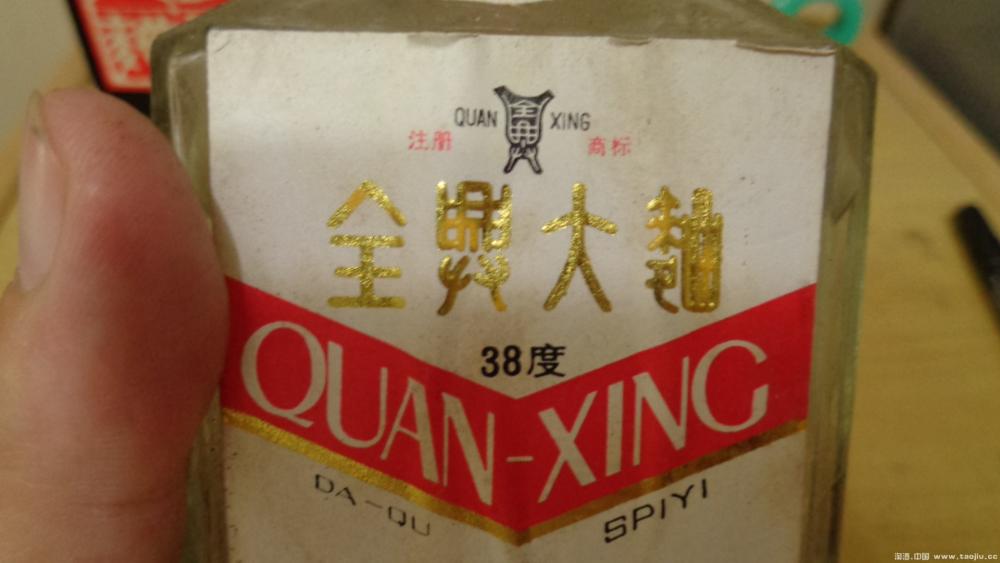 QUAN XING
注册 商标
全興大麯
38度
QUAN-XING
DA-QU SPIYI
淘酒.中国 www.taojiu.cc